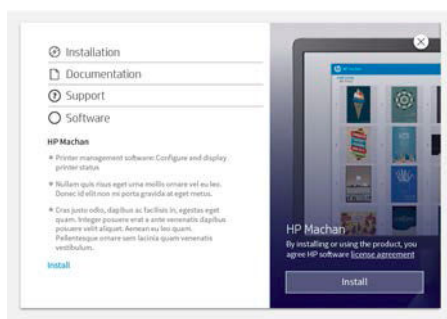 Installation
Documentation
Support
Software
HP Machan
Printer management software: Configure and display
printer status
Nullam quis risus eget urna mollis ornare vel eu leo.
Donec id elit non mi porta gravida at eget metus.
Cras justo odio, dapibus ac facilisis in, egestas eget
quam. Integer posuere erat a ante venenatis dapibus
posuere velit aliquet. Aenean eu leo quam.
Pellentesque ornare sem lacinia quam venenatis
vestibulum.
Install
HP Machan
By installing or using the product, you
agree HP software license agreement
Install